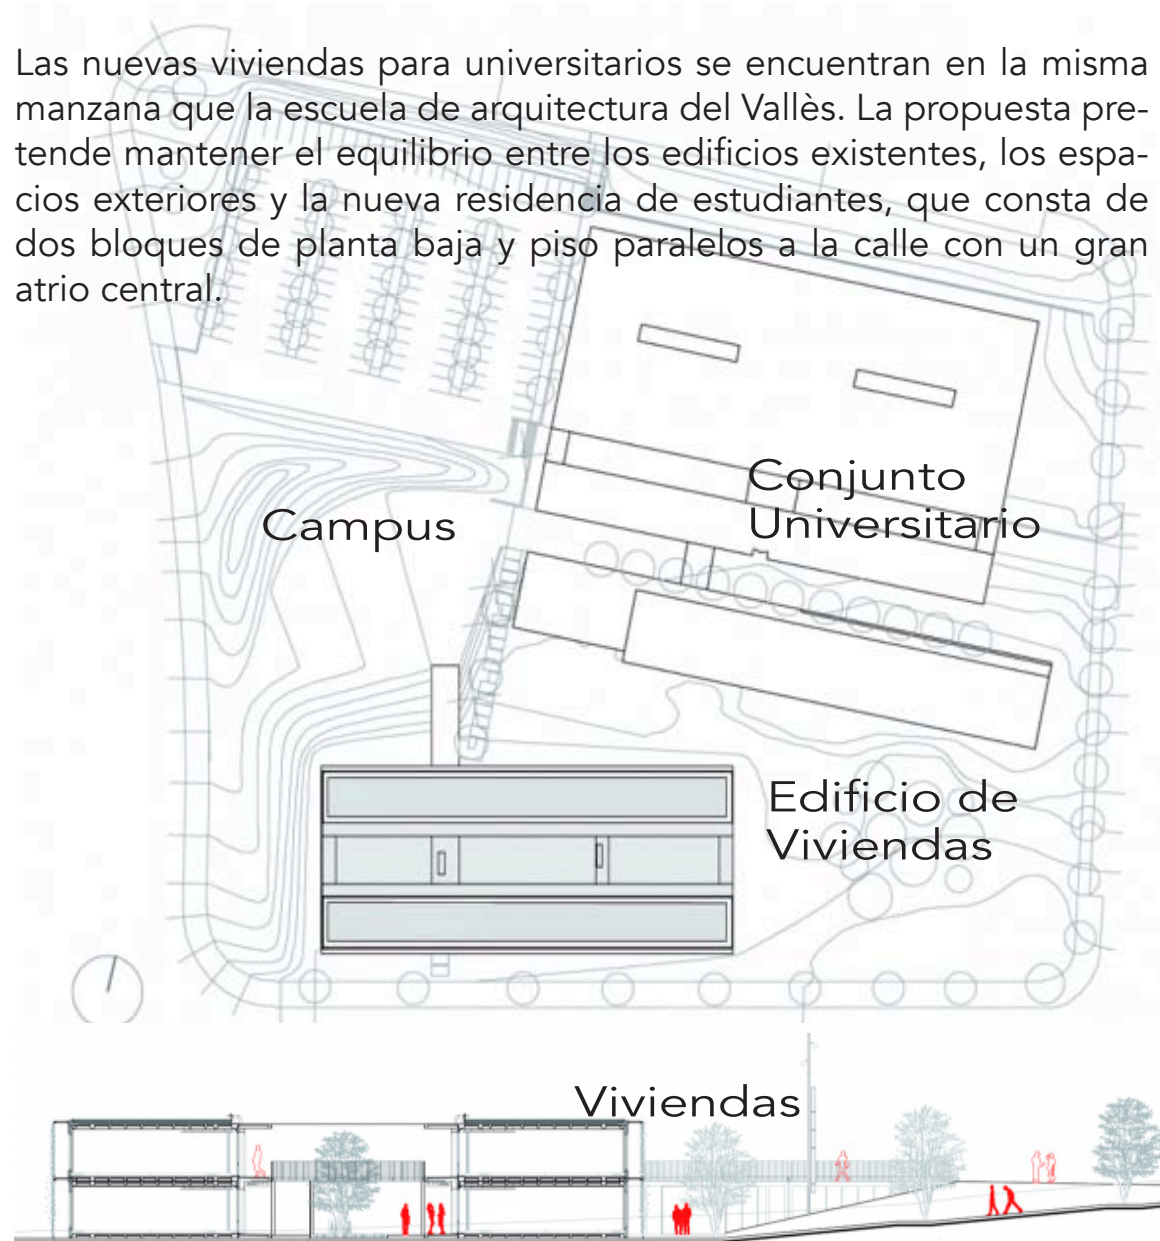 Las nuevas viviendas para universitarios se encuentran en la misma
manzana que la escuela de arquitectura del Vallès. La propuesta pre-
tende mantener el equilibrio entre los edificios existentes, los espa-
cios exteriores y la nueva residencia de estudiantes, que consta de
dos bloques de planta baja y piso paralelos a la calle con un gran
atrio central.
Conjunto
Universitario
Campus
Edificio de
Viviendas
Viviendas